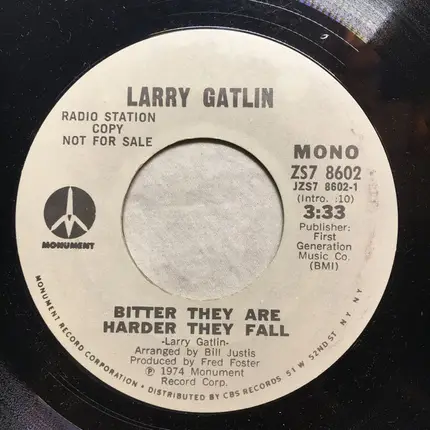 LARRY GATLIN
RADIO STATION
COPY
NOT FOR SALE
MONO
ZS7 8602
JZS7 8602-1
(Intro. :10)
3:33
Publisher:
First
Generation
Music Co.
(BMI)
MONUMENT
BITTER THEY ARE
HARDER THEY FALL
-Larry Gatlin-
Arranged by Bill Justis
Produced by Fred Foster
Ⓟ 1974 Monument
Record Corp.
MONUMENT RECORD CORPORATION · DISTRIBUTED BY CBS RECORDS 51 W 52ND ST. N.Y. N.Y.